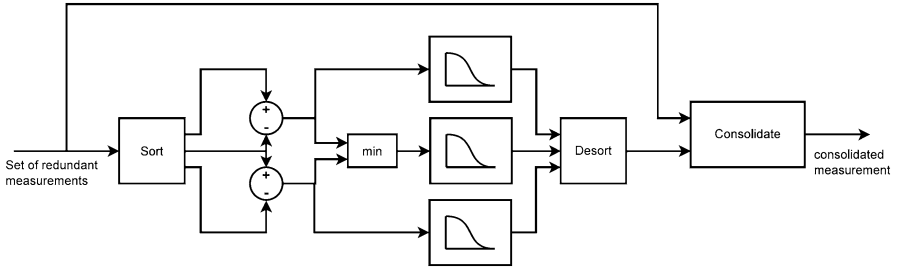 Set of redundant
measurements
Sort
+
-
+
-
min
Desort
Consolidate
consolidated
measurement